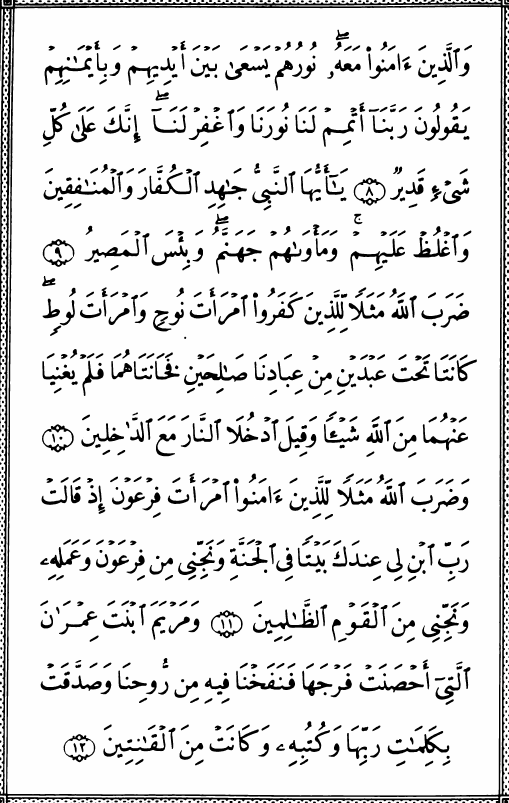 وَٱلَّذِينَ ءَامَنُوا۟ مَعَهُۥ ۖ نُورُهُمْ يَسْعَىٰ بَيْنَ أَيْدِيهِمْ وَبِأَيْمَـٰنِهِمْ
يَقُولُونَ رَبَّنَآ أَتْمِمْ لَنَا نُورَنَا وَٱغْفِرْ لَنَآ ۖ إِنَّكَ عَلَىٰ كُلِّ
شَىْءٍ قَدِيرٌ ٨ يَـٰٓأَيُّهَا ٱلنَّبِىُّ جَـٰهِدِ ٱلْكُفَّارَ وَٱلْمُنَـٰفِقِينَ
وَٱغْلُظْ عَلَيْهِمْ ۚ وَمَأْوَىٰهُمْ جَهَنَّمُ ۖ وَبِئْسَ ٱلْمَصِيرُ ٩
ضَرَبَ ٱللَّهُ مَثَلًا لِّلَّذِينَ كَفَرُوا۟ ٱمْرَأَتَ نُوحٍ وَٱمْرَأَتَ لُوطٍ ۖ
كَانَتَا تَحْتَ عَبْدَيْنِ مِنْ عِبَادِنَا صَـٰلِحَيْنِ فَخَانَتَاهُمَا فَلَمْ يُغْنِيَا
عَنْهُمَا مِنَ ٱللَّهِ شَيْـًٔا وَقِيلَ ٱدْخُلَا ٱلنَّارَ مَعَ ٱلدَّٰخِلِينَ ١٠
وَضَرَبَ ٱللَّهُ مَثَلًا لِّلَّذِينَ ءَامَنُوا۟ ٱمْرَأَتَ فِرْعَوْنَ إِذْ قَالَتْ
رَبِّ ٱبْنِ لِى عِندَكَ بَيْتًا فِى ٱلْجَنَّةِ وَنَجِّنِى مِن فِرْعَوْنَ وَعَمَلِهِۦ
وَنَجِّنِى مِنَ ٱلْقَوْمِ ٱلظَّـٰلِمِينَ ١١ وَمَرْيَمَ ٱبْنَتَ عِمْرَٰنَ
ٱلَّتِىٓ أَحْصَنَتْ فَرْجَهَا فَنَفَخْنَا فِيهِ مِن رُّوحِنَا وَصَدَّقَتْ
بِكَلِمَـٰتِ رَبِّهَا وَكُتُبِهِۦ وَكَانَتْ مِنَ ٱلْقَـٰنِتِينَ ١٢